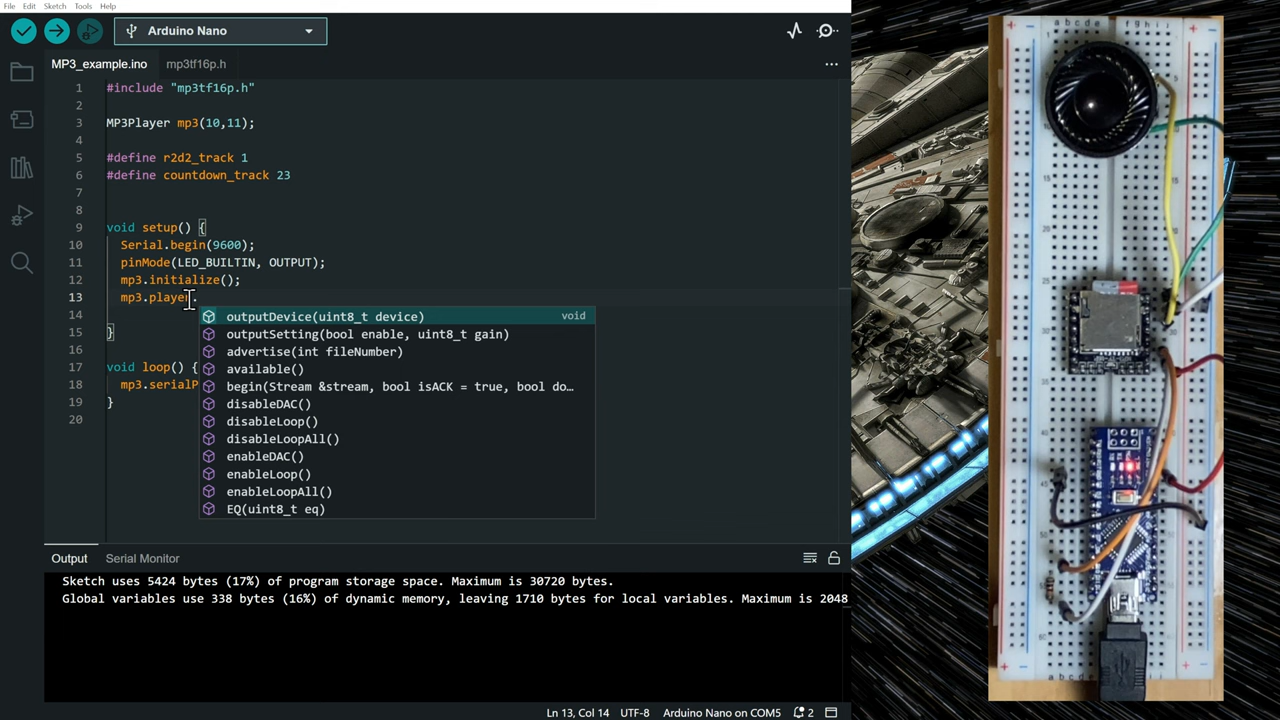 File Edit Sketch Tools Help
Arduino Nano
MP3_example.ino mp3tf16p.h
1 #include "mp3tf16p.h"
2
3 MP3Player mp3(10,11);
4
5 #define r2d2_track 1
6 #define countdown_track 23
7
8
9 void setup() {
10 Serial.begin(9600);
11 pinMode(LED_BUILTIN, OUTPUT);
12 mp3.initialize();
13 mp3.player.
14
15 }
16
17 void loop() {
18 mp3.serialP
19 }
20
outputDevice(uint8_t device) void
outputSetting(bool enable, uint8_t gain)
advertise(int fileNumber)
available()
begin(Stream &stream, bool isACK = true, bool do…
disableDAC()
disableLoop()
disableLoopAll()
enableDAC()
enableLoop()
enableLoopAll()
EQ(uint8_t eq)
Output Serial Monitor
Sketch uses 5424 bytes (17%) of program storage space. Maximum is 30720 bytes.
Global variables use 338 bytes (16%) of dynamic memory, leaving 1710 bytes for local variables. Maximum is 2048
Ln 13, Col 14 UTF-8 Arduino Nano on COM5 2